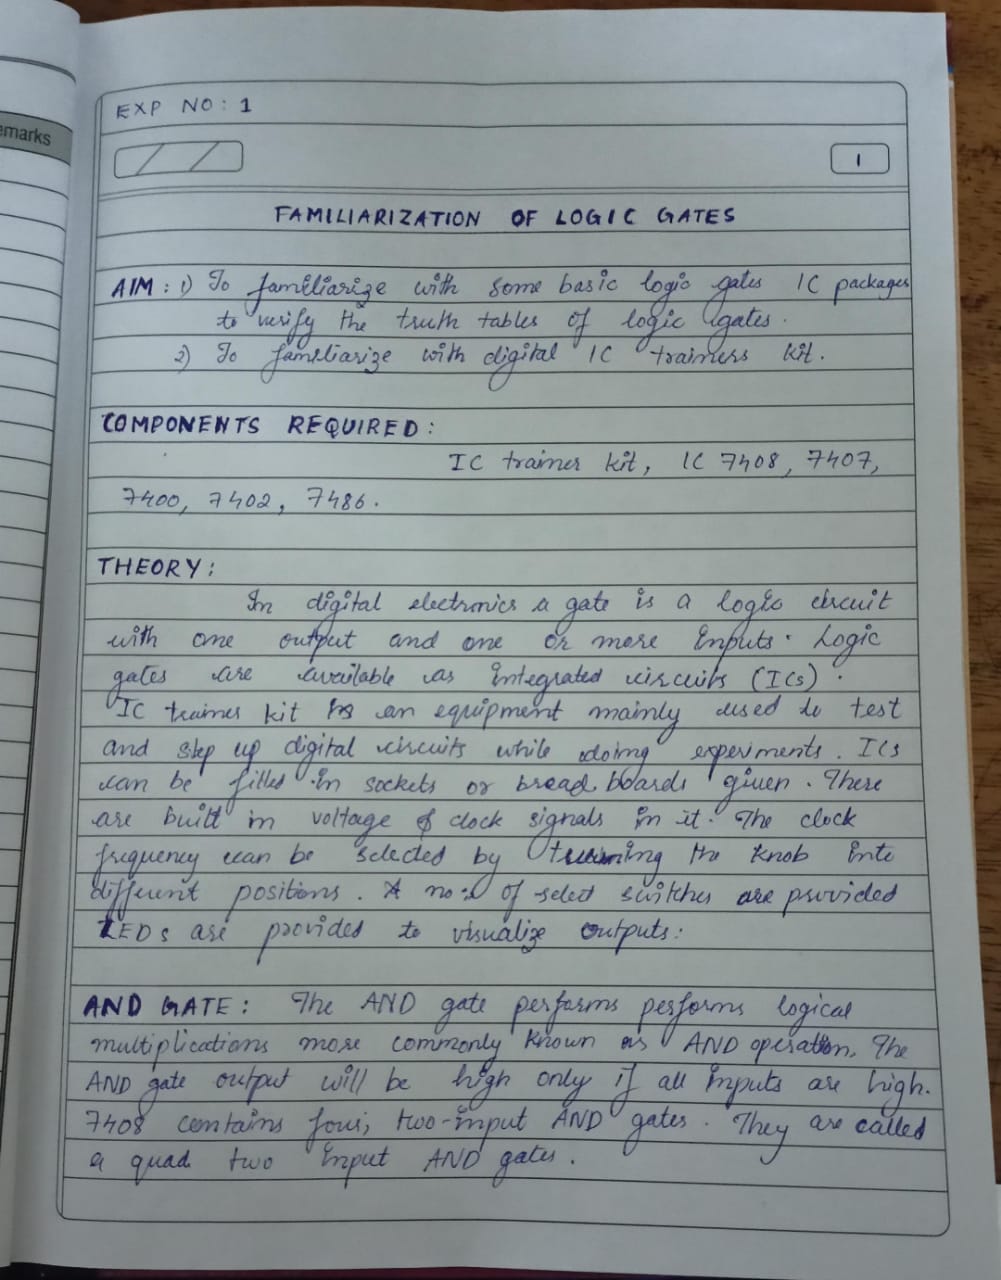 emarks
EXP NO: 1
1
FAMILIARIZATION OF LOGIC GATES
AIM: 1) To familiarize with some basic logic gates IC packages
to verify the truth tables of logic gates.
2) To familiarize with digital IC trainers kit.
COMPONENTS REQUIRED:
IC trainer kit, IC 7408, 7407,
7400, 7402, 7486.
THEORY:
In digital electronics a gate is a logic circuit
with one output and one or more inputs. Logic
gates are available as integrated circuits (ICs).
IC trainer kit is an equipment mainly used to test
and step up digital circuits while doing experiments. ICs
can be filled in sockets or bread boards given. There
are built in voltage & clock signals in it. The clock
frequency can be selected by turning the knob into
different positions. A no: of select switches are provided
LEDs are provided to visualize outputs:
AND GATE: The AND gate performs performs logical
multiplications more commonly known as AND operation. The
AND gate output will be high only if all inputs are high.
7408 contains four, two-input AND gates. They are called
a quad two input AND gates.